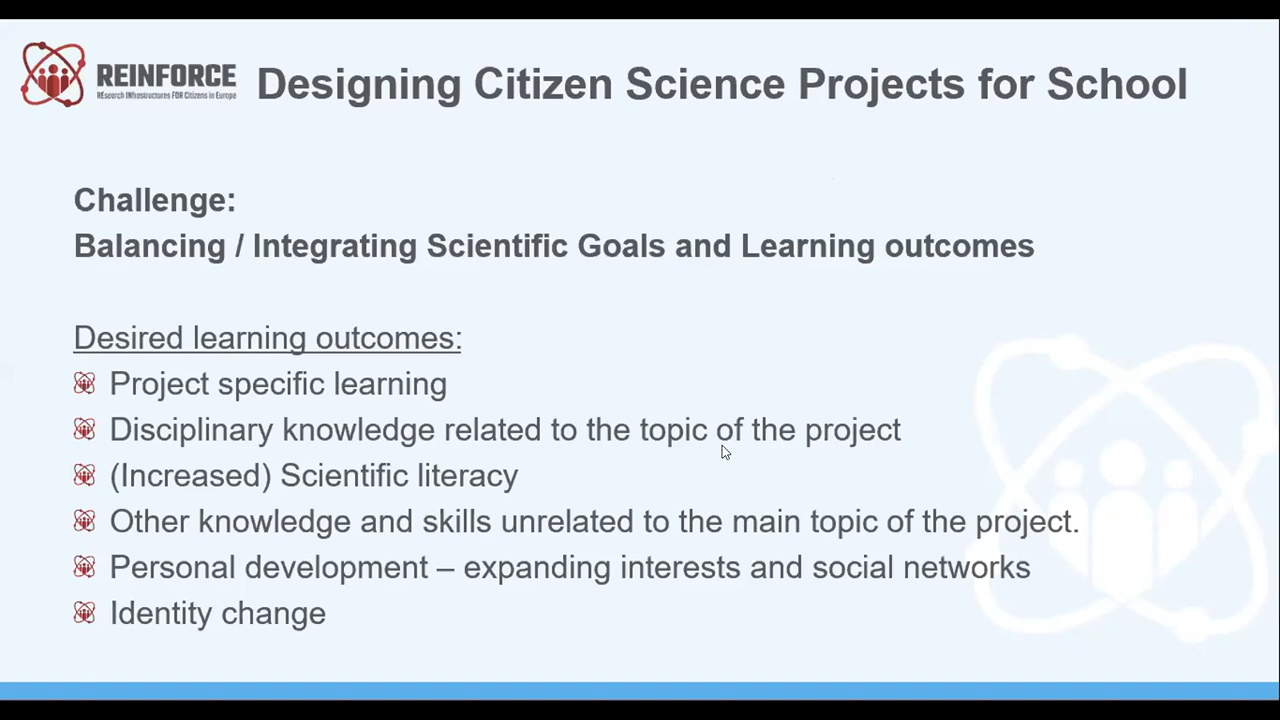 REINFORCE
REsearch INfrastructures FOR Citizens in Europe
Designing Citizen Science Projects for School
Challenge:
Balancing / Integrating Scientific Goals and Learning outcomes
Desired learning outcomes:
Project specific learning
Disciplinary knowledge related to the topic of the project
(Increased) Scientific literacy
Other knowledge and skills unrelated to the main topic of the project.
Personal development – expanding interests and social networks
Identity change